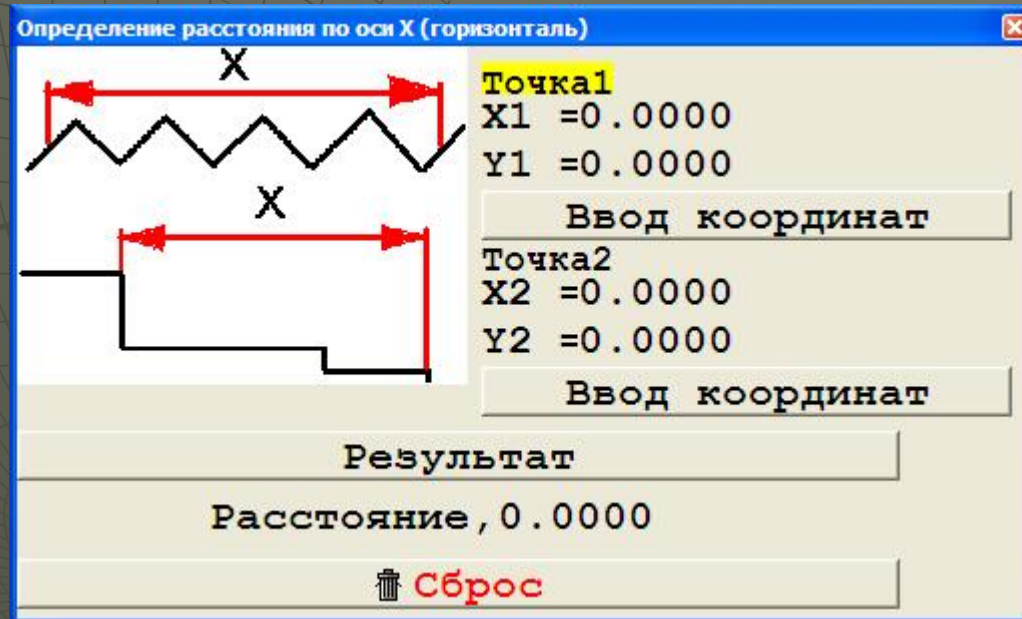 Определение расстояния по оси X (горизонталь)
X
X
Точка1
X1 =0.0000
Y1 =0.0000
Ввод координат
Точка2
X2 =0.0000
Y2 =0.0000
Ввод координат
Результат
Расстояние,0.0000
Сброс